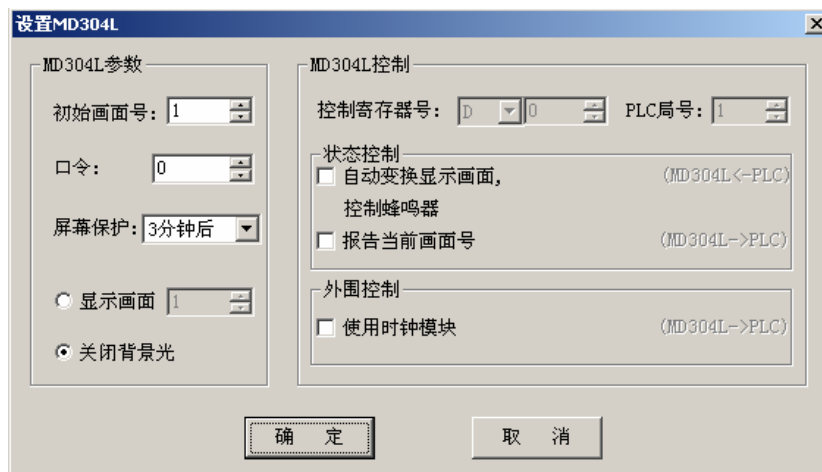 设置MD304L
MD304L参数
初始画面号: 1
口令: 0
屏幕保护: 3分钟后
显示画面 1
关闭背景光
MD304L控制
控制寄存器号: D 0 PLC局号: 1
状态控制
自动变换显示画面, (MD304L<-PLC)
控制蜂鸣器
报告当前画面号 (MD304L->PLC)
外围控制
使用时钟模块 (MD304L->PLC)
确 定 取 消